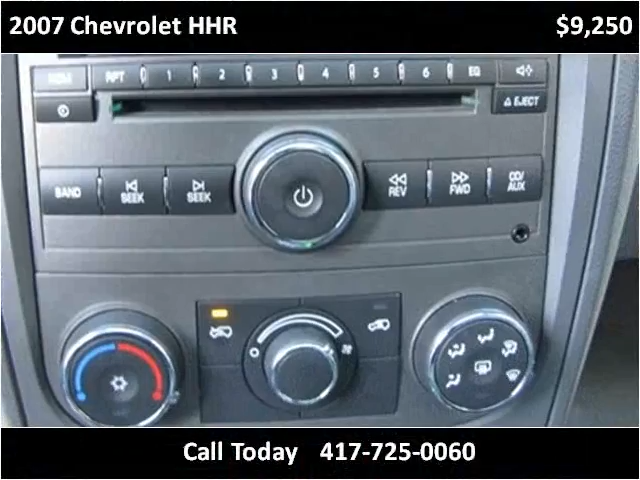 2007 Chevrolet HHR $9,250
RPT 1 2 3 4 5 6 EQ
EJECT
BAND SEEK SEEK REV FWD CD/AUX
Call Today 417-725-0060